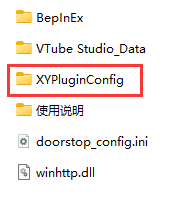 BepInEx
VTube Studio_Data
XYPluginConfig
使用说明
doorstop_config.ini
winhttp.dll